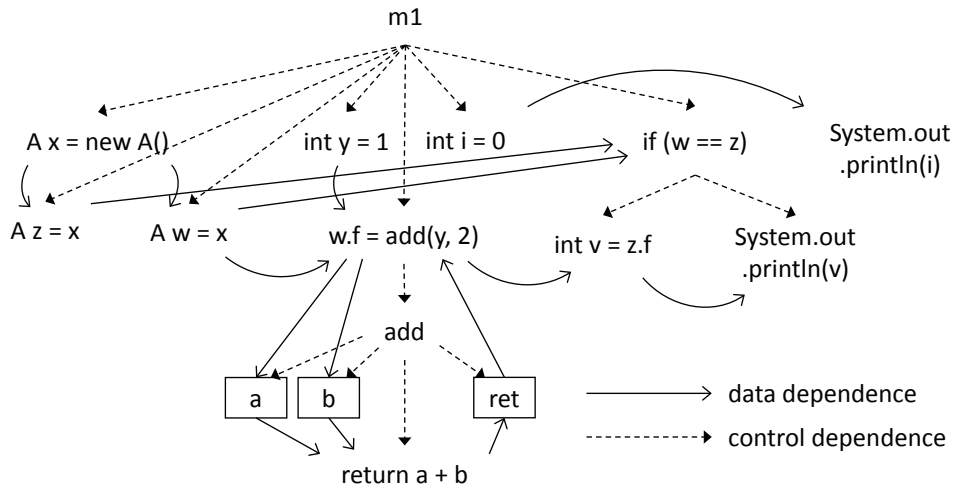 m1
A x = new A()
int y = 1
int i = 0
if (w == z)
System.out
.println(i)
A z = x
A w = x
w.f = add(y, 2)
int v = z.f
System.out
.println(v)
add
a
b
ret
return a + b
data dependence
control dependence